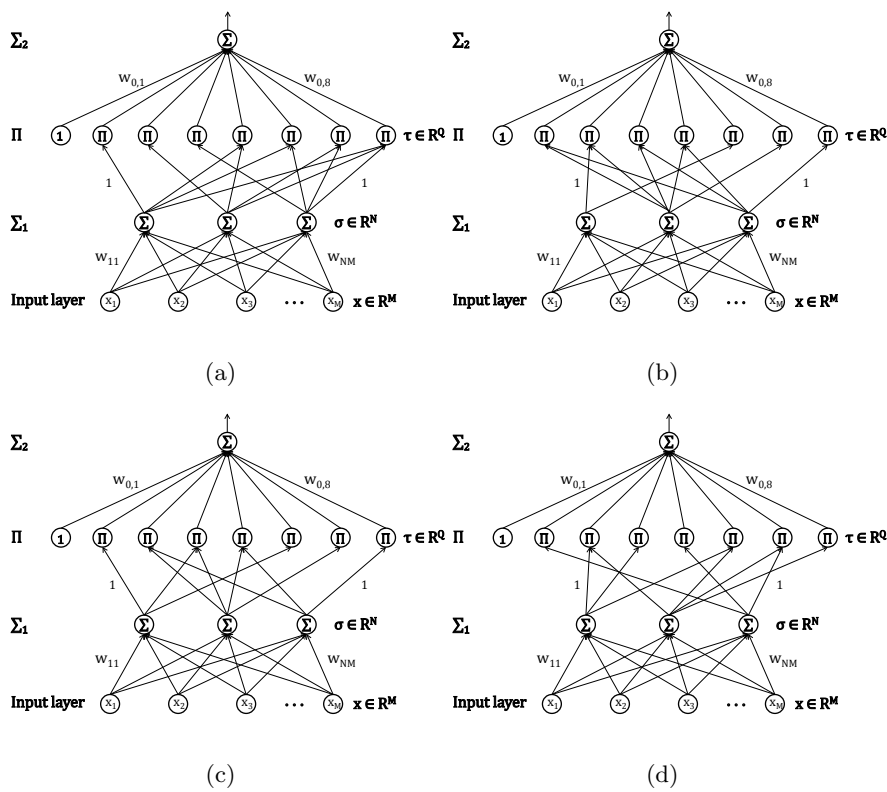 Σ₂ Σ Σ₂ Σ
w₀,₁ w₀,₈ w₀,₁ w₀,₈
Π 1 Π Π Π Π Π Π Π τ ∈ R^Q Π 1 Π Π Π Π Π Π Π τ ∈ R^Q
1 1 1 1
Σ₁ Σ Σ Σ σ ∈ R^N Σ₁ Σ Σ Σ σ ∈ R^N
w₁₁ w_NM w₁₁ w_NM
Input layer x₁ x₂ x₃ ⋯ x_M x ∈ R^M Input layer x₁ x₂ x₃ ⋯ x_M x ∈ R^M
(a) (b)
Σ₂ Σ Σ₂ Σ
w₀,₁ w₀,₈ w₀,₁ w₀,₈
Π 1 Π Π Π Π Π Π Π τ ∈ R^Q Π 1 Π Π Π Π Π Π Π τ ∈ R^Q
1 1 1 1
Σ₁ Σ Σ Σ σ ∈ R^N Σ₁ Σ Σ Σ σ ∈ R^N
w₁₁ w_NM w₁₁ w_NM
Input layer x₁ x₂ x₃ ⋯ x_M x ∈ R^M Input layer x₁ x₂ x₃ ⋯ x_M x ∈ R^M
(c) (d)